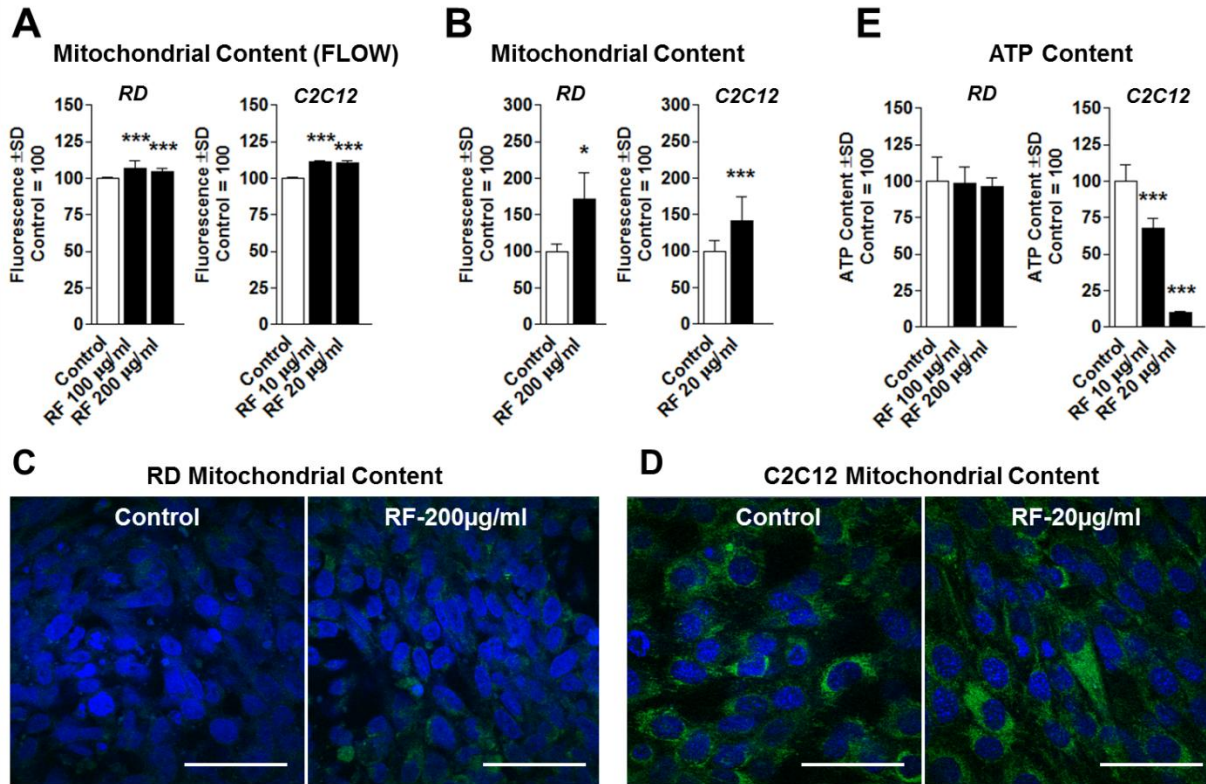 A
Mitochondrial Content (FLOW)
RD
C2C12
Fluorescence ±SD
Control = 100
150
125
100
75
50
25
0
***
***
Control
RF 100 µg/ml
RF 200 µg/ml
Fluorescence ±SD
Control = 100
150
125
100
75
50
25
0
***
***
Control
RF 10 µg/ml
RF 20 µg/ml
B
Mitochondrial Content
RD
C2C12
Fluorescence ±SD
Control = 100
300
250
200
150
100
50
0
*
Control
RF 200 µg/ml
Fluorescence ±SD
Control = 100
300
250
200
150
100
50
0
***
Control
RF 20 µg/ml
E
ATP Content
RD
C2C12
ATP Content ±SD
Control = 100
150
125
100
75
50
25
0
Control
RF 100 µg/ml
RF 200 µg/ml
ATP Content ±SD
Control = 100
150
125
100
75
50
25
0
***
***
Control
RF 10 µg/ml
RF 20 µg/ml
C
RD Mitochondrial Content
Control
RF-200µg/ml
D
C2C12 Mitochondrial Content
Control
RF-20µg/ml